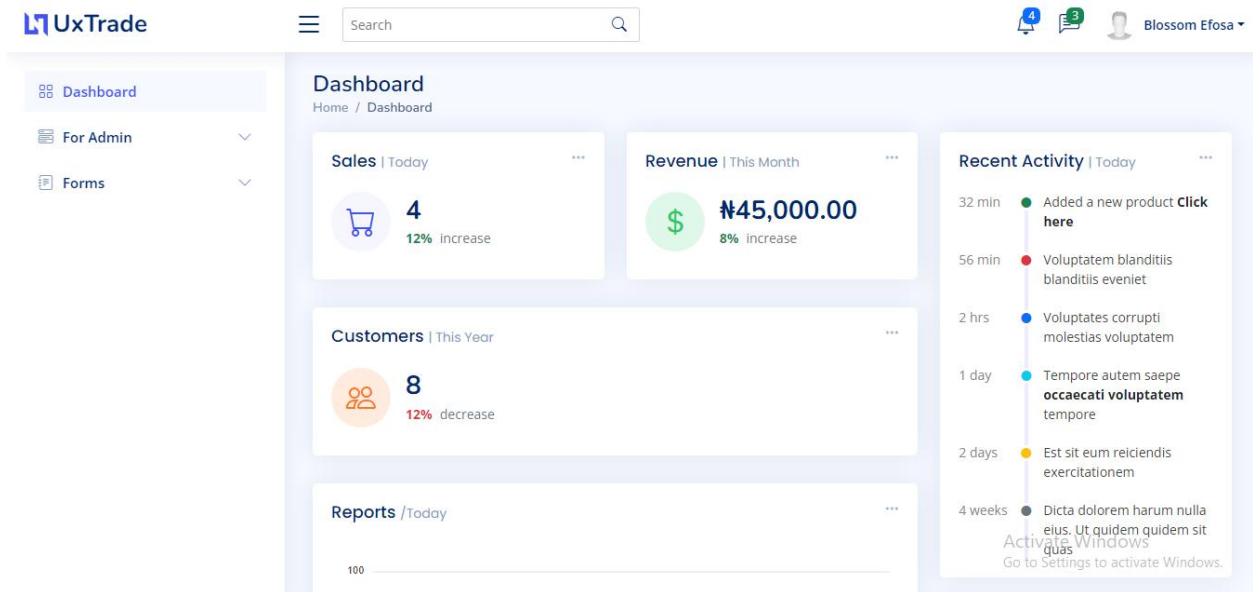 UxTrade
Search
4
3
Blossom Efosa
Dashboard
For Admin
Forms
Dashboard
Home / Dashboard
Sales | Today
4
12% increase
Revenue | This Month
₦45,000.00
8% increase
Customers | This Year
8
12% decrease
Reports /Today
100
Recent Activity | Today
32 min
Added a new product Click
here
56 min
Voluptatem blanditiis
blanditiis eveniet
2 hrs
Voluptates corrupti
molestias voluptatem
1 day
Tempore autem saepe
occaecati voluptatem
tempore
2 days
Est sit eum reiciendis
exercitationem
4 weeks
Dicta dolorem harum nulla
eius. Ut quidem quidem sit
quas
Activate Windows
Go to Settings to activate Windows.